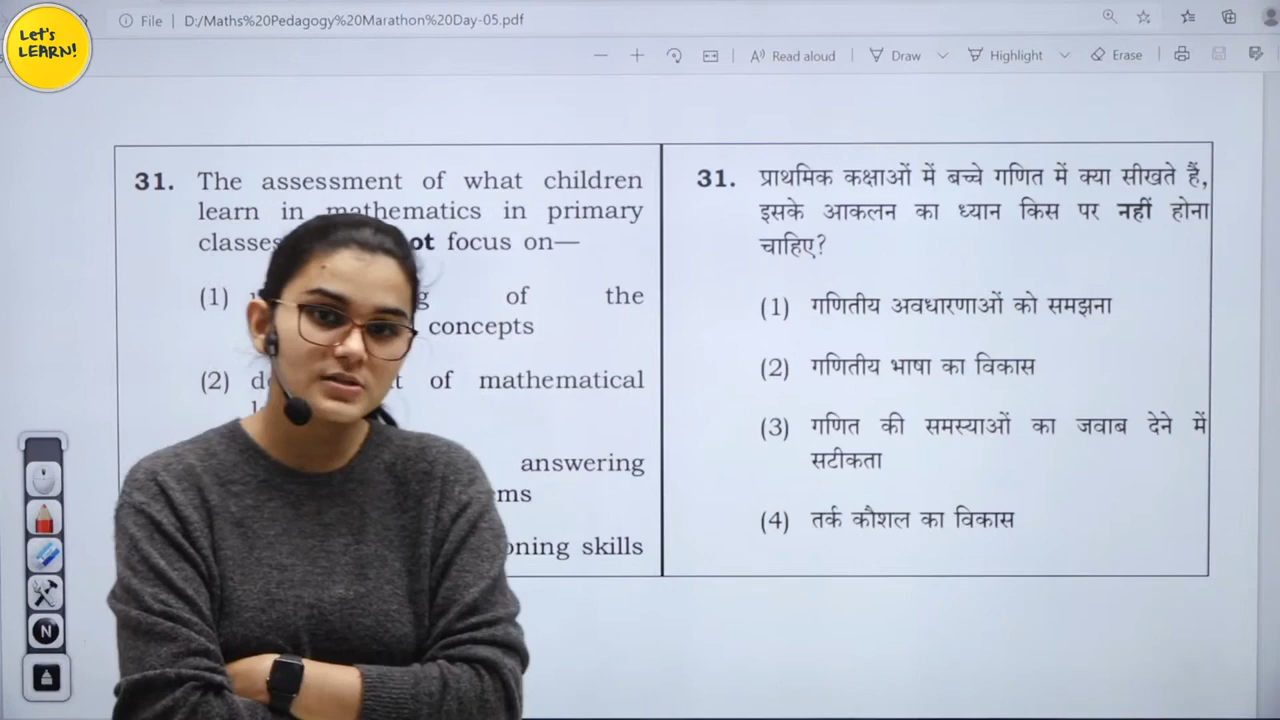 Let's
LEARN!
File
D:/Maths%20Pedagogy%20Marathon%20Day-05.pdf
Read aloud
Draw
Highlight
Erase
31. The assessment of what children
learn in mathematics in primary
classes focus on—
(1) of the
concepts
(2) of mathematical
answering
skills
31. प्राथमिक कक्षाओं में बच्चे गणित में क्या सीखते हैं,
इसके आकलन का ध्यान किस पर नहीं होना
चाहिए?
(1) गणितीय अवधारणाओं को समझना
(2) गणितीय भाषा का विकास
(3) गणित की समस्याओं का जवाब देने में
सटीकता
(4) तर्क कौशल का विकास
N